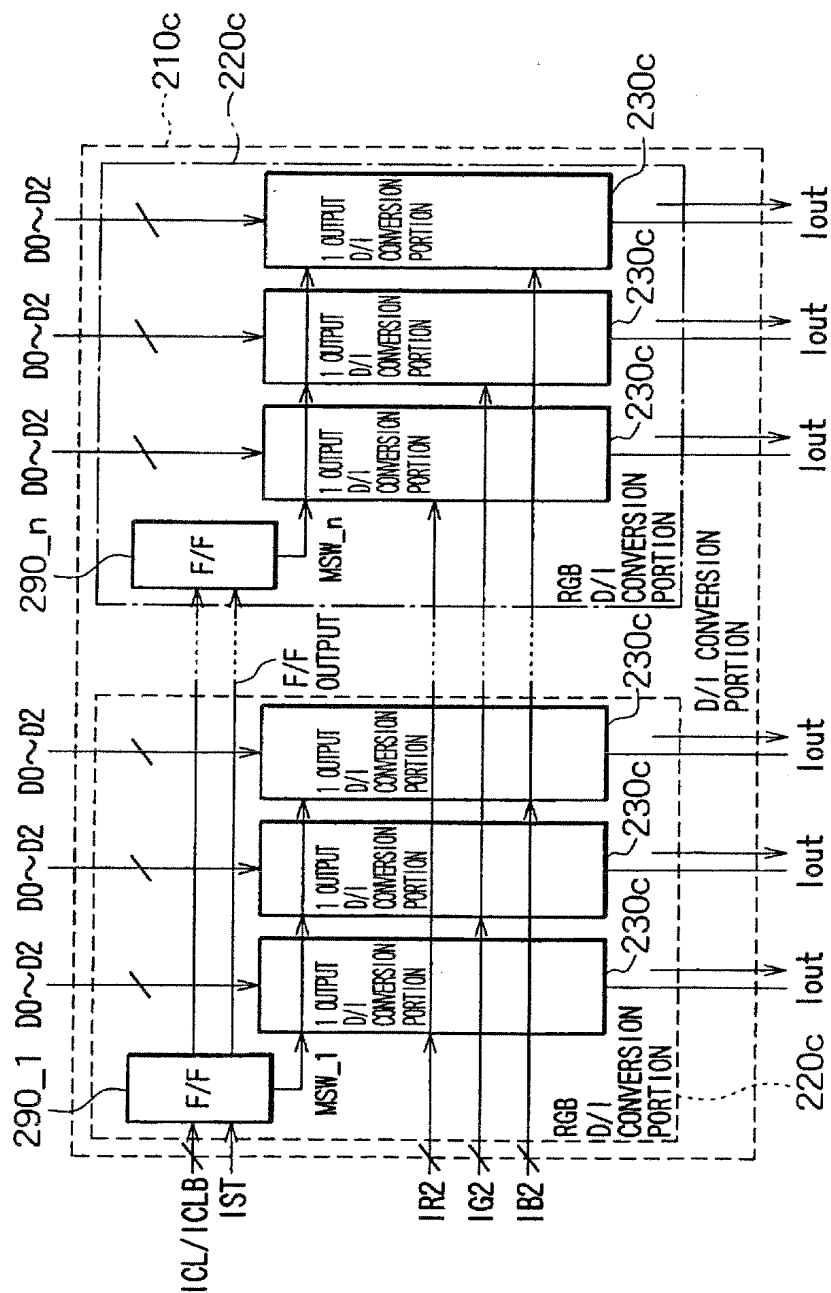 210c
220c
D0~D2
D0~D2
D0~D2
D0~D2
D0~D2
D0~D2
290_1
F/F
290_n
F/F
ICL/ICLB
IST
F/F
OUTPUT
MSW_1
MSW_n
1 OUTPUT
D/I
CONVERSION
PORTION
1 OUTPUT
D/I
CONVERSION
PORTION
1 OUTPUT
D/I
CONVERSION
PORTION
1 OUTPUT
D/I
CONVERSION
PORTION
1 OUTPUT
D/I
CONVERSION
PORTION
1 OUTPUT
D/I
CONVERSION
PORTION
IR2
IG2
IB2
230c
230c
230c
230c
230c
230c
RGB
D/I
CONVERSION
PORTION
RGB
D/I
CONVERSION
PORTION
D/I CONVERSION
PORTION
220c
Iout
Iout
Iout
Iout
Iout
Iout